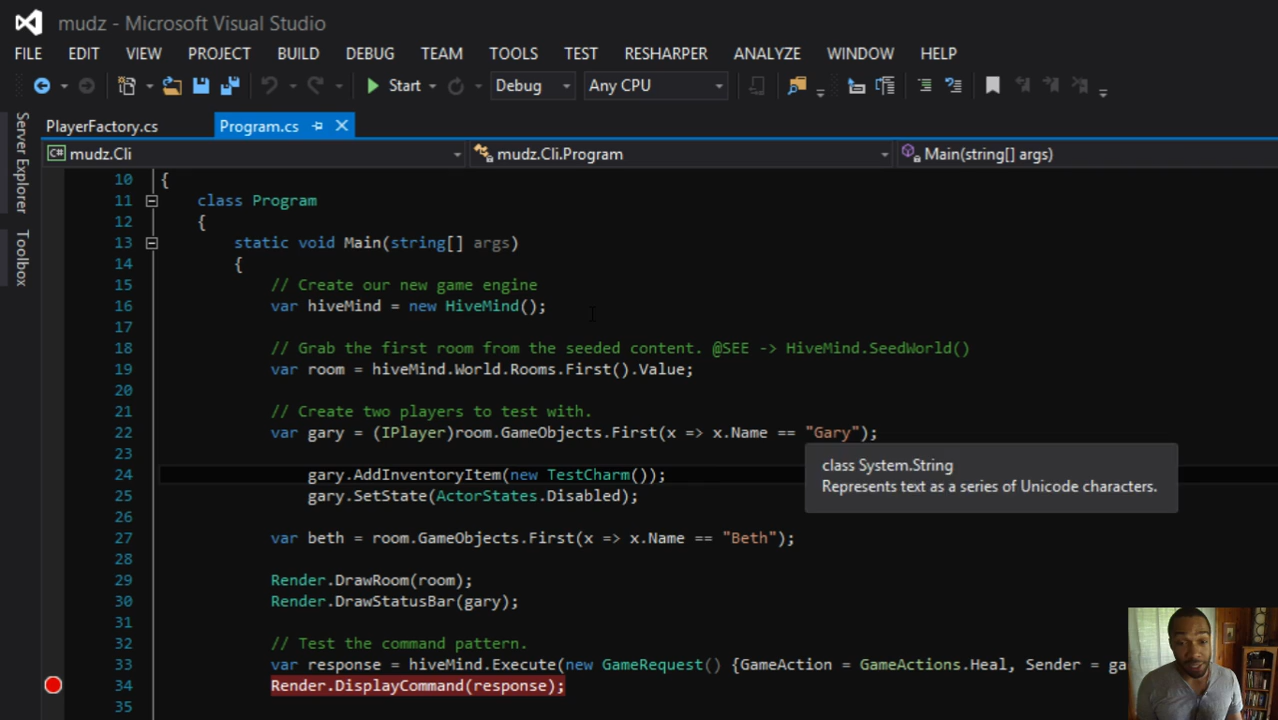 mudz - Microsoft Visual Studio
FILE EDIT VIEW PROJECT BUILD DEBUG TEAM TOOLS TEST RESHARPER ANALYZE WINDOW HELP
Start Debug Any CPU
PlayerFactory.cs Program.cs
Server Explorer
Toolbox
C# mudz.Cli mudz.Cli.Program Main(string[] args)
10 {
11 class Program
12 {
13 static void Main(string[] args)
14 {
15 // Create our new game engine
16 var hiveMind = new HiveMind();
17
18 // Grab the first room from the seeded content. @SEE -> HiveMind.SeedWorld()
19 var room = hiveMind.World.Rooms.First().Value;
20
21 // Create two players to test with.
22 var gary = (IPlayer)room.GameObjects.First(x => x.Name == "Gary");
23
24 gary.AddInventoryItem(new TestCharm());
25 gary.SetState(ActorStates.Disabled);
26
27 var beth = room.GameObjects.First(x => x.Name == "Beth");
28
29 Render.DrawRoom(room);
30 Render.DrawStatusBar(gary);
31
32 // Test the command pattern.
33 var response = hiveMind.Execute(new GameRequest() {GameAction = GameActions.Heal, Sender = ga
34 Render.DisplayCommand(response);
35
class System.String
Represents text as a series of Unicode characters.